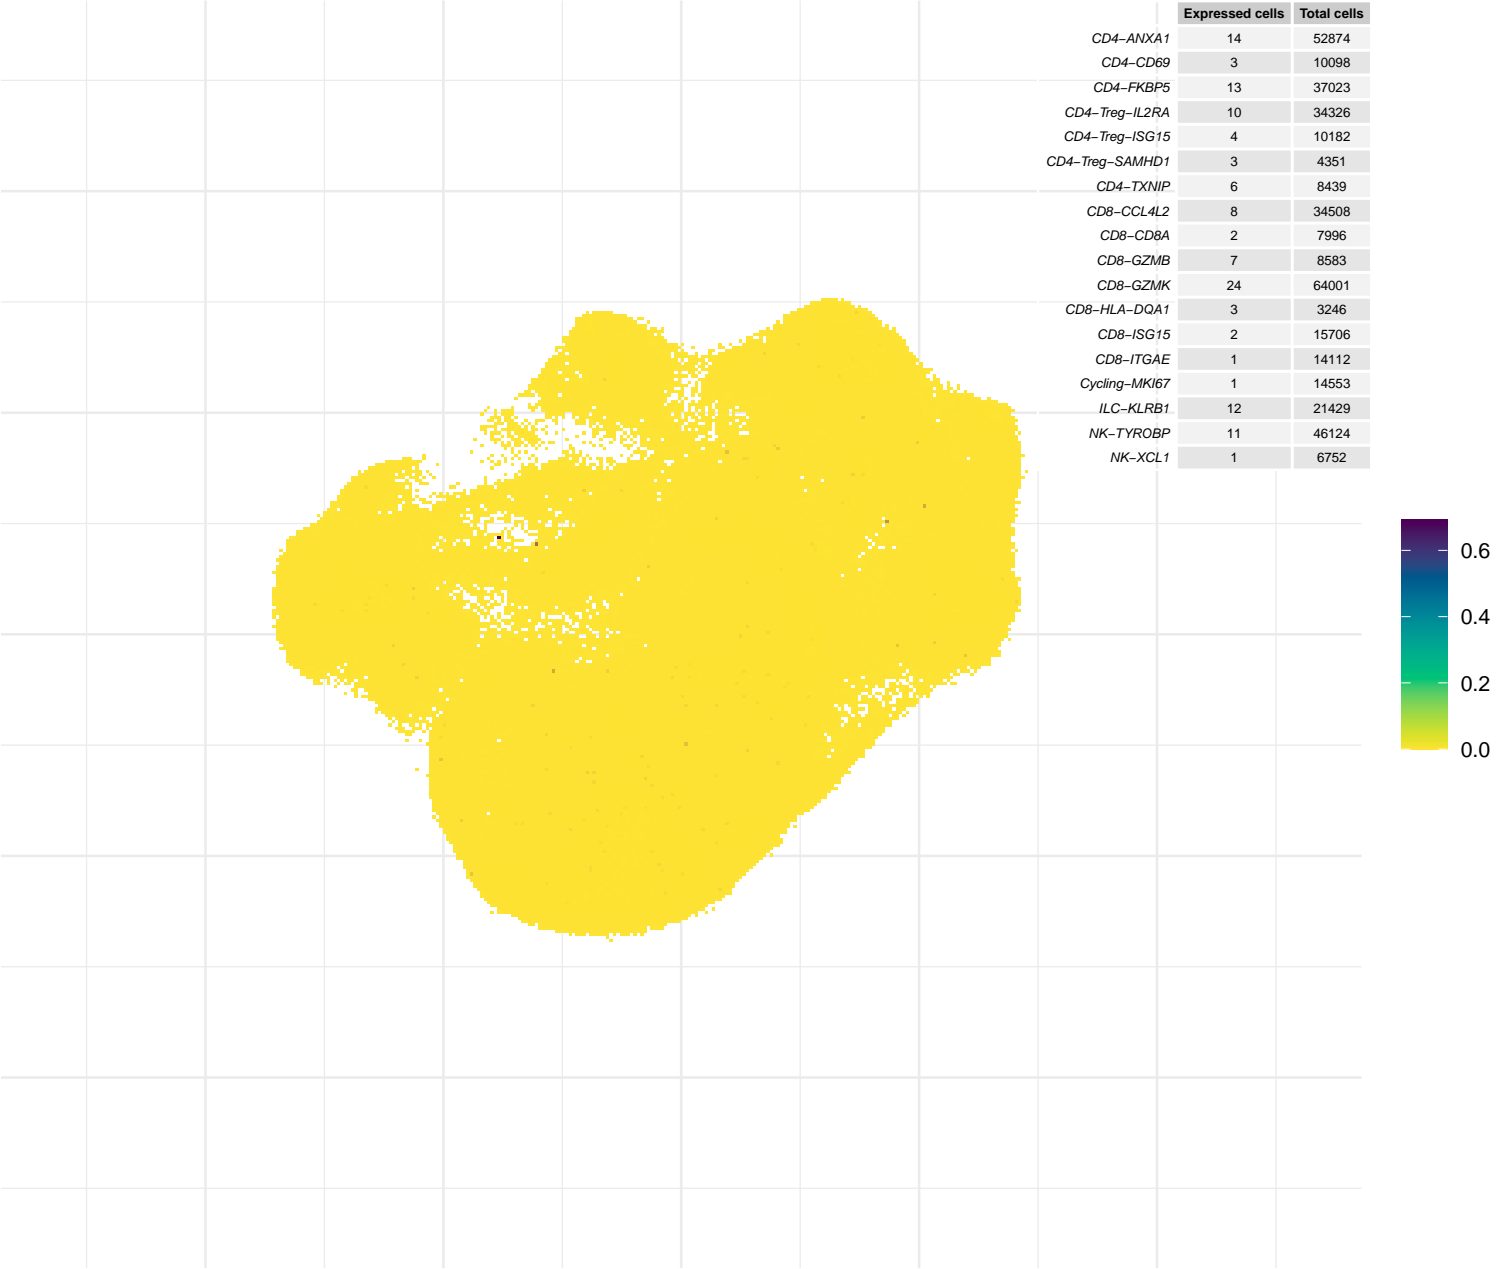 Expressed cells Total cells
CD4−ANXA1 14 52874
CD4−CD69 3 10098
CD4−FKBP5 13 37023
CD4−Treg−IL2RA 10 34326
CD4−Treg−ISG15 4 10182
CD4−Treg−SAMHD1 3 4351
CD4−TXNIP 6 8439
CD8−CCL4L2 8 34508
CD8−CD8A 2 7996
CD8−GZMB 7 8583
CD8−GZMK 24 64001
CD8−HLA−DQA1 3 3246
CD8−ISG15 2 15706
CD8−ITGAE 1 14112
Cycling−MKI67 1 14553
ILC−KLRB1 12 21429
NK−TYROBP 11 46124
NK−XCL1 1 6752
0.6
0.4
0.2
0.0